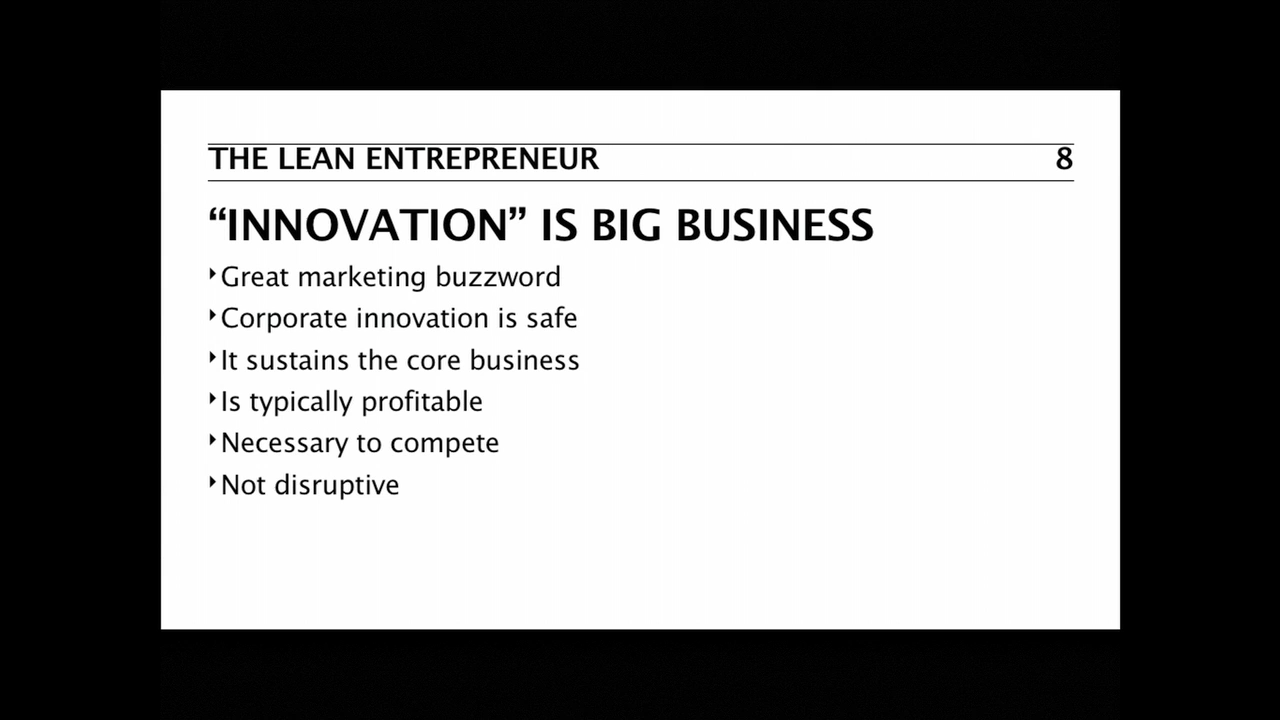 THE LEAN ENTREPRENEUR 8
“INNOVATION” IS BIG BUSINESS
‣Great marketing buzzword
‣Corporate innovation is safe
‣It sustains the core business
‣Is typically profitable
‣Necessary to compete
‣Not disruptive